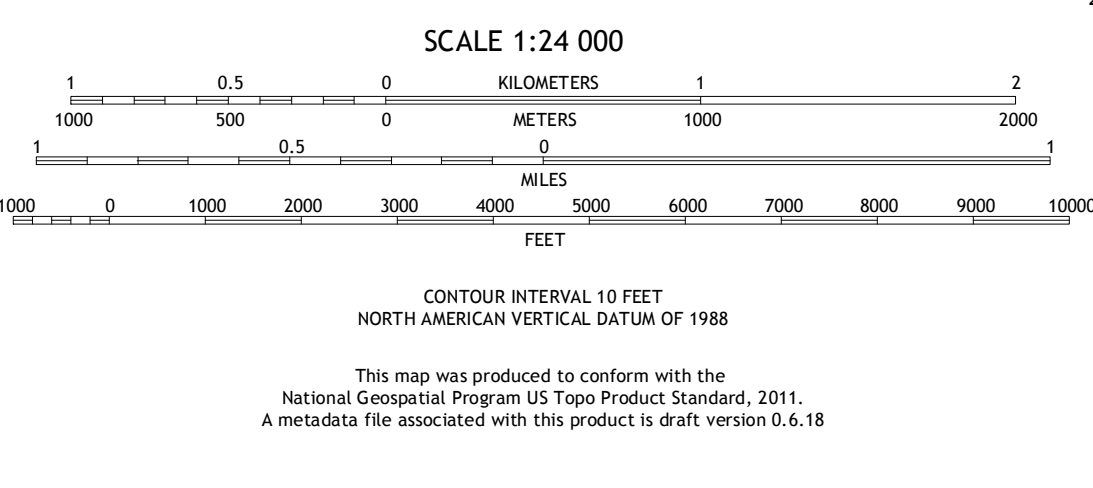 SCALE 1:24 000
1 0.5 0 KILOMETERS 1 2
1000 500 0 METERS 1000 2000
1 0.5 0 1
MILES
1000 0 1000 2000 3000 4000 5000 6000 7000 8000 9000 10000
FEET
CONTOUR INTERVAL 10 FEET
NORTH AMERICAN VERTICAL DATUM OF 1988
This map was produced to conform with the
National Geospatial Program US Topo Product Standard, 2011.
A metadata file associated with this product is draft version 0.6.18